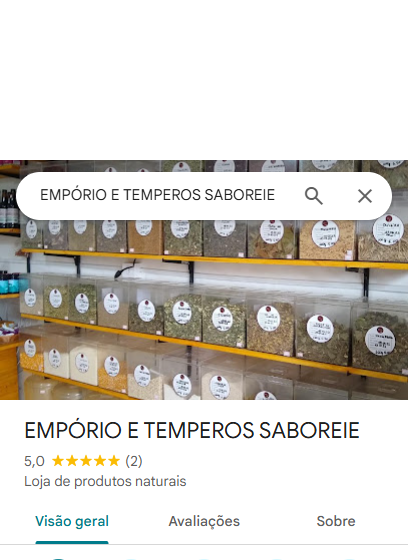 EMPÓRIO E TEMPEROS SABOREIE
EMPÓRIO E TEMPEROS SABOREIE
5,0 (2)
Loja de produtos naturais
Visão geral
Avaliações
Sobre